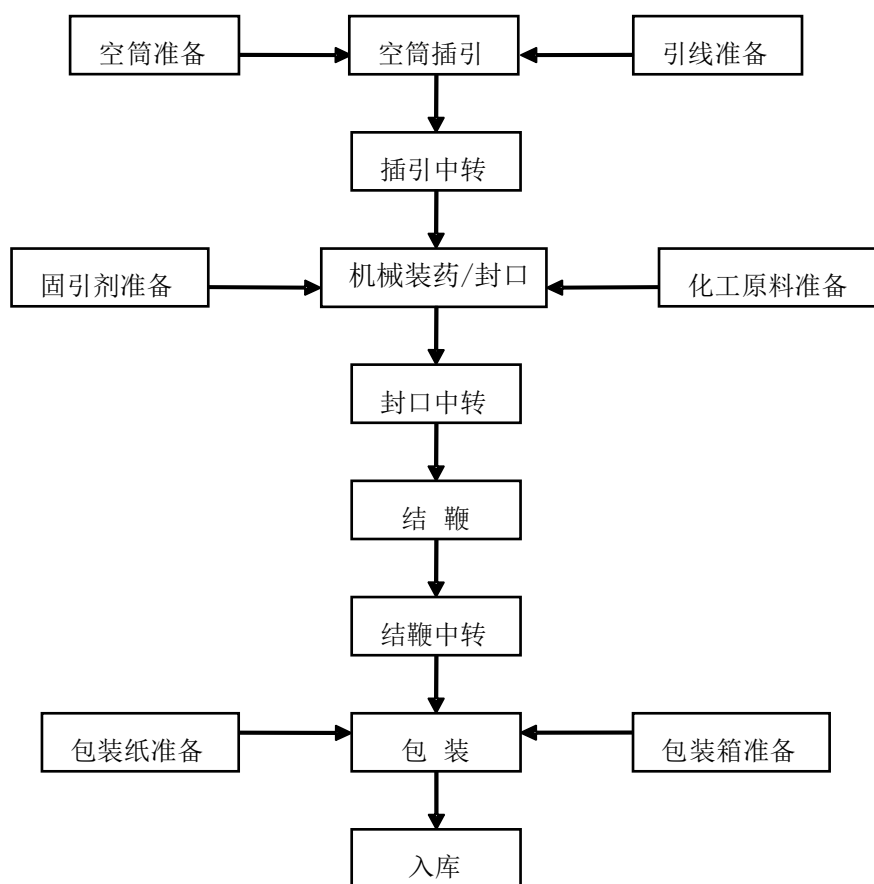 空筒准备
空筒插引
引线准备
插引中转
固引剂准备
机械装药/封口
化工原料准备
封口中转
结 鞭
结鞭中转
包装纸准备
包 装
包装箱准备
入库